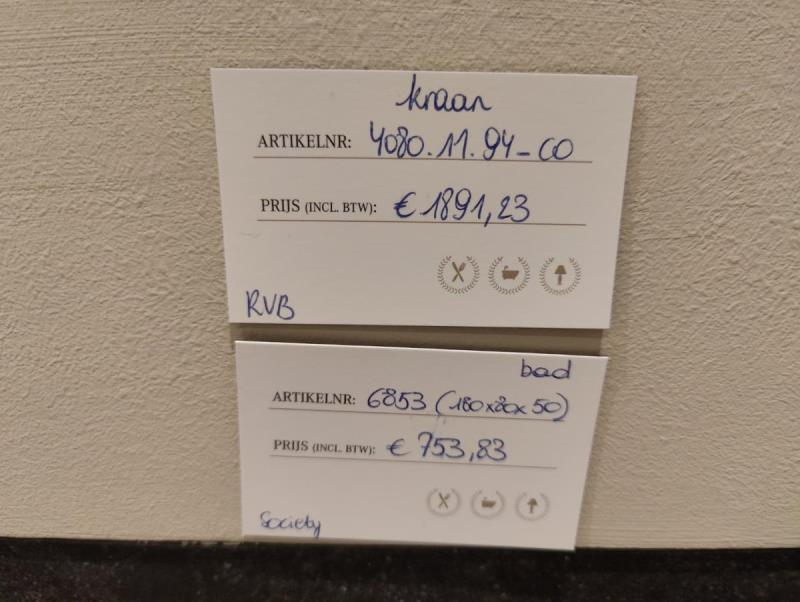 kraan
ARTIKELNR: 4080.11.94-CO
PRIJS (INCL. BTW): € 1891,23
RVB
bad
ARTIKELNR: 6853 (180x80x50)
PRIJS (INCL. BTW): € 753,83
Society